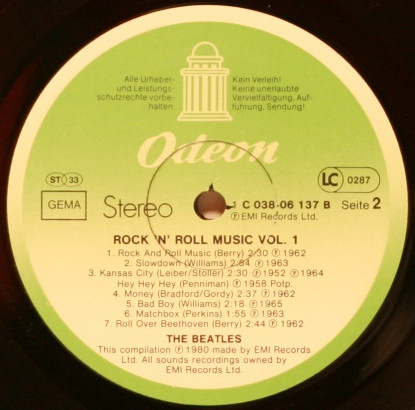 Alle Urheber-
und Leistungs-
schutzrechte vorbe-
halten.
Kein Verleih!
Keine unerlaubte
Vervielfältigung, Auf-
führung, Sendung!
Odeon
ST 33
GEMA
Stereo
LC 0287
1 C 038-06 137 B
Seite 2
Ⓟ EMI Records Ltd.
ROCK 'N' ROLL MUSIC VOL. 1
1. Rock And Roll Music (Berry) 2:30 Ⓟ 1962
2. Slowdown (Williams) 2:54 Ⓟ 1963
3. Kansas City (Leiber/Stoller) 2:30 Ⓟ 1952 Ⓟ 1964
Hey Hey Hey (Penniman) Ⓟ 1958 Potp.
4. Money (Bradford/Gordy) 2:37 Ⓟ 1962
5. Bad Boy (Williams) 2:18 Ⓟ 1965
6. Matchbox (Perkins) 1:55 Ⓟ 1963
7. Roll Over Beethoven (Berry) 2:44 Ⓟ 1962
THE BEATLES
This compilation Ⓟ 1980 made by EMI Records
Ltd. All sounds recordings owned by
EMI Records Ltd.